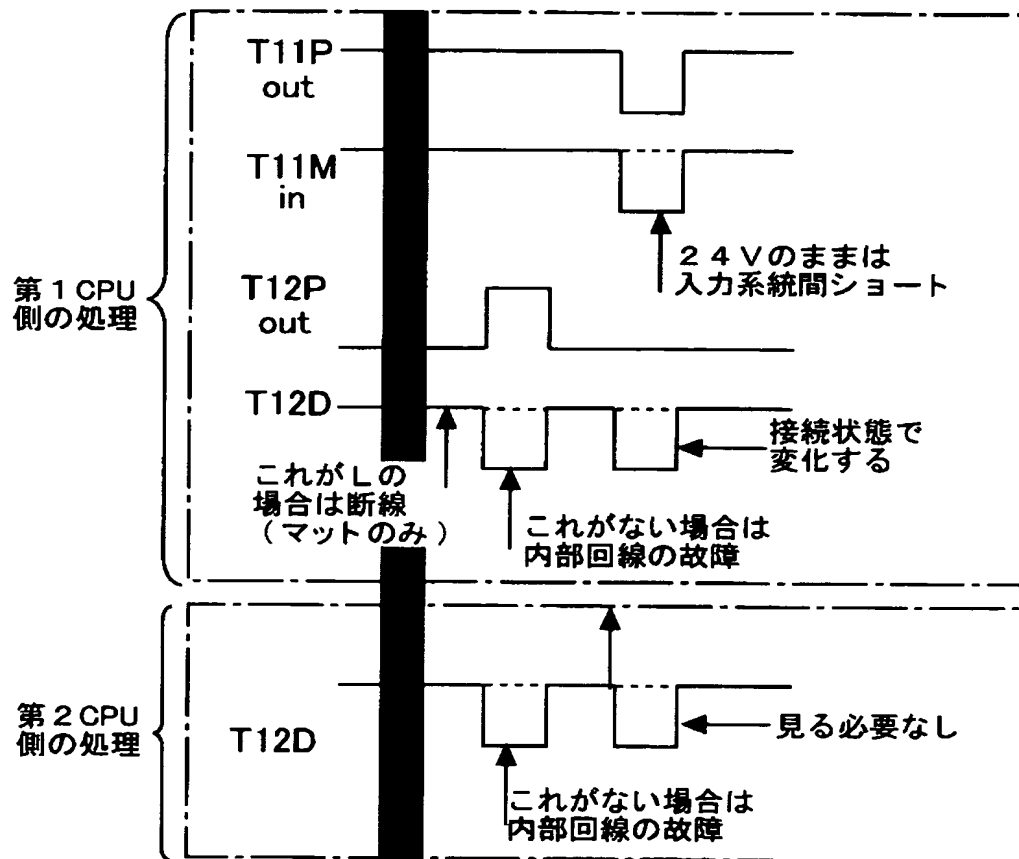 T11P
out
T11M
in
24Vのままは
入力系統間ショート
第1CPU
側の処理
T12P
out
T12D
接続状態で
変化する
これがLの
場合は断線
(マットのみ)
これがない場合は
内部回線の故障
第2CPU
側の処理
T12D
見る必要なし
これがない場合は
内部回線の故障